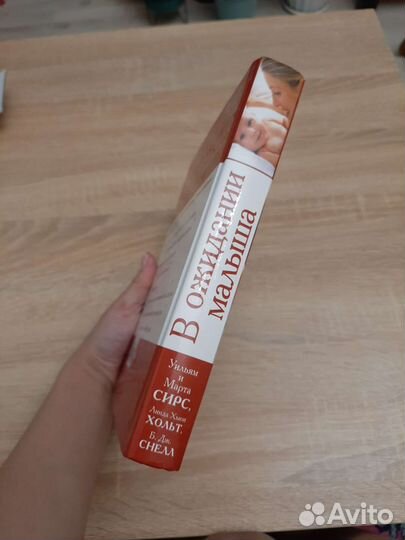 В ожидании
малыша
Уильям и
Марта
СИРС,
Линда Хьюи
ХОЛЬТ,
Б. Дж.
СНЕЛЛ
Avito